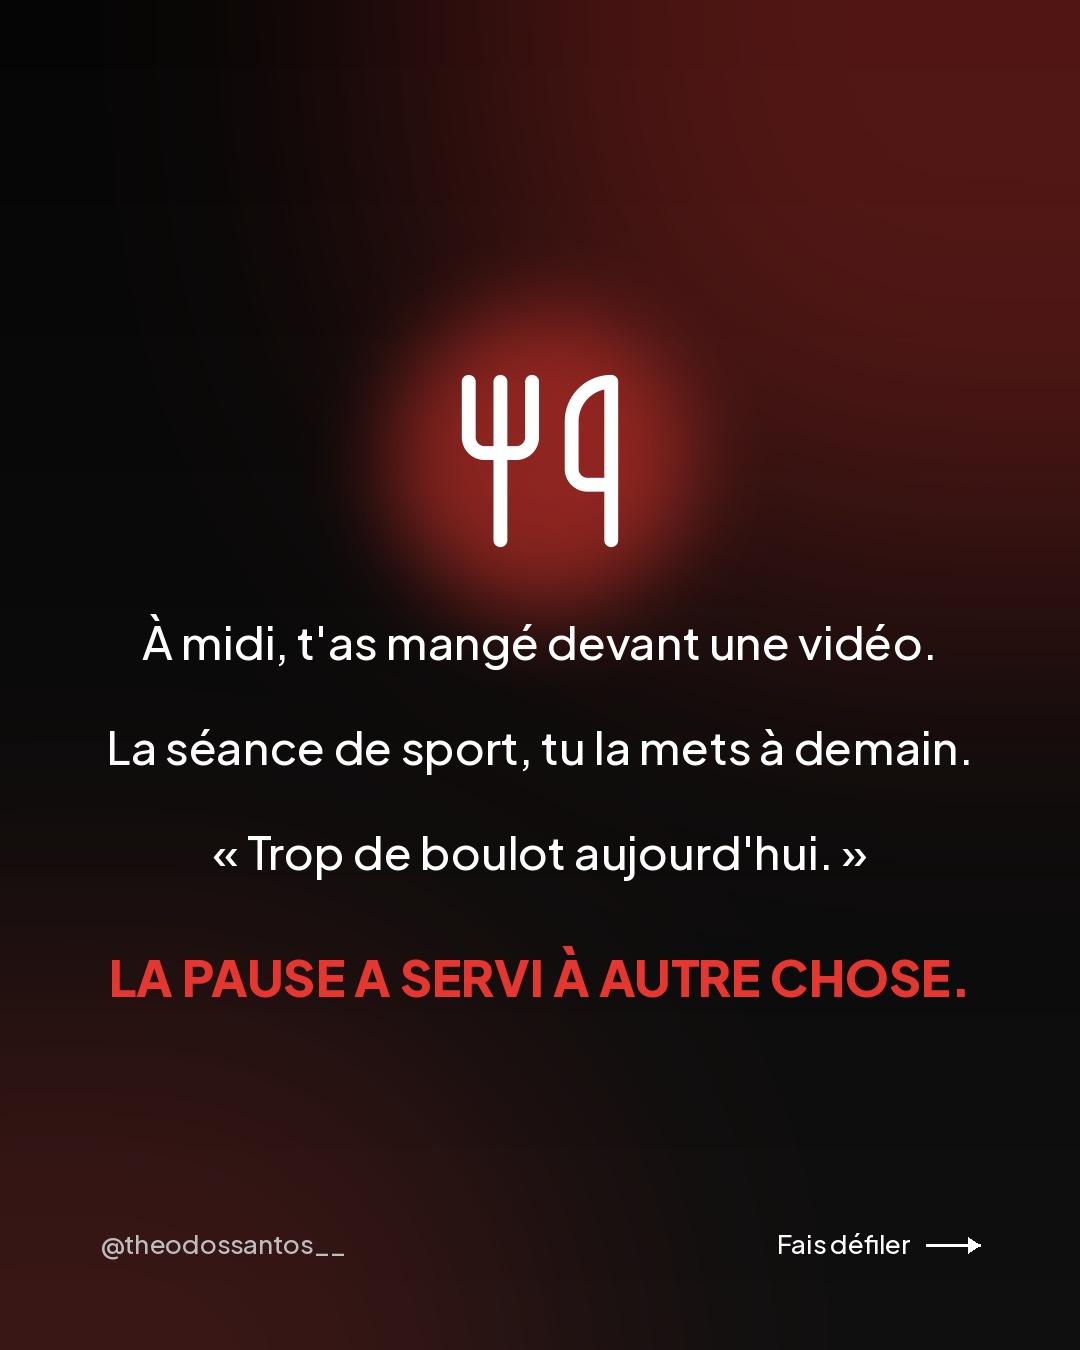 À midi, t'as mangé devant une vidéo.
La séance de sport, tu la mets à demain.
« Trop de boulot aujourd'hui. »
LA PAUSE A SERVI À AUTRE CHOSE.
@theodossantos__
Fais défiler